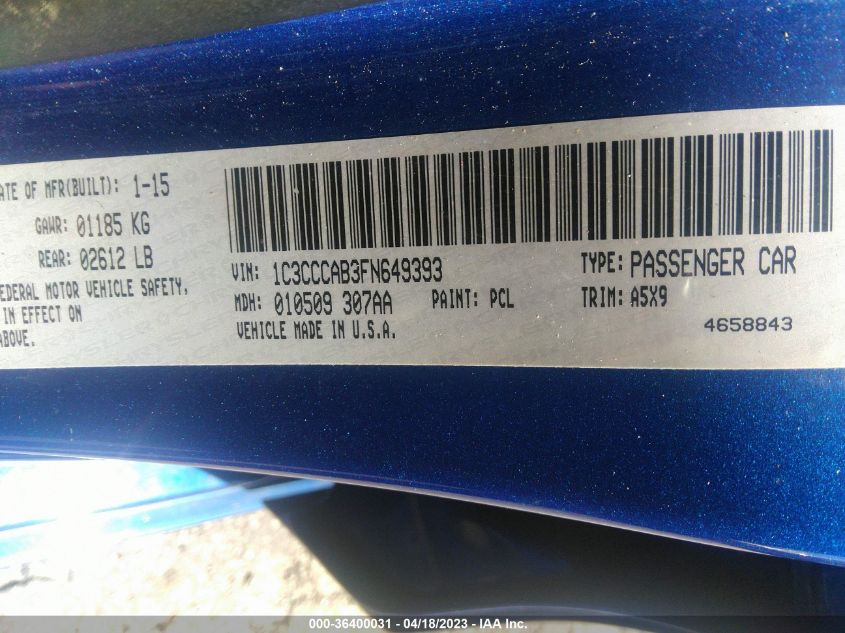 ATE OF MFR(BUILT): 1-15
GAWR: 01185 KG
REAR: 02612 LB
FEDERAL MOTOR VEHICLE SAFETY,
IN EFFECT ON
ABOVE.
VIN: 1C3CCCAB3FN649393 TYPE: PASSENGER CAR
MDH: 010509 307AA PAINT: PCL TRIM: A5X9
VEHICLE MADE IN U.S.A. 4658843
000-36400031 - 04/18/2023 - IAA Inc.